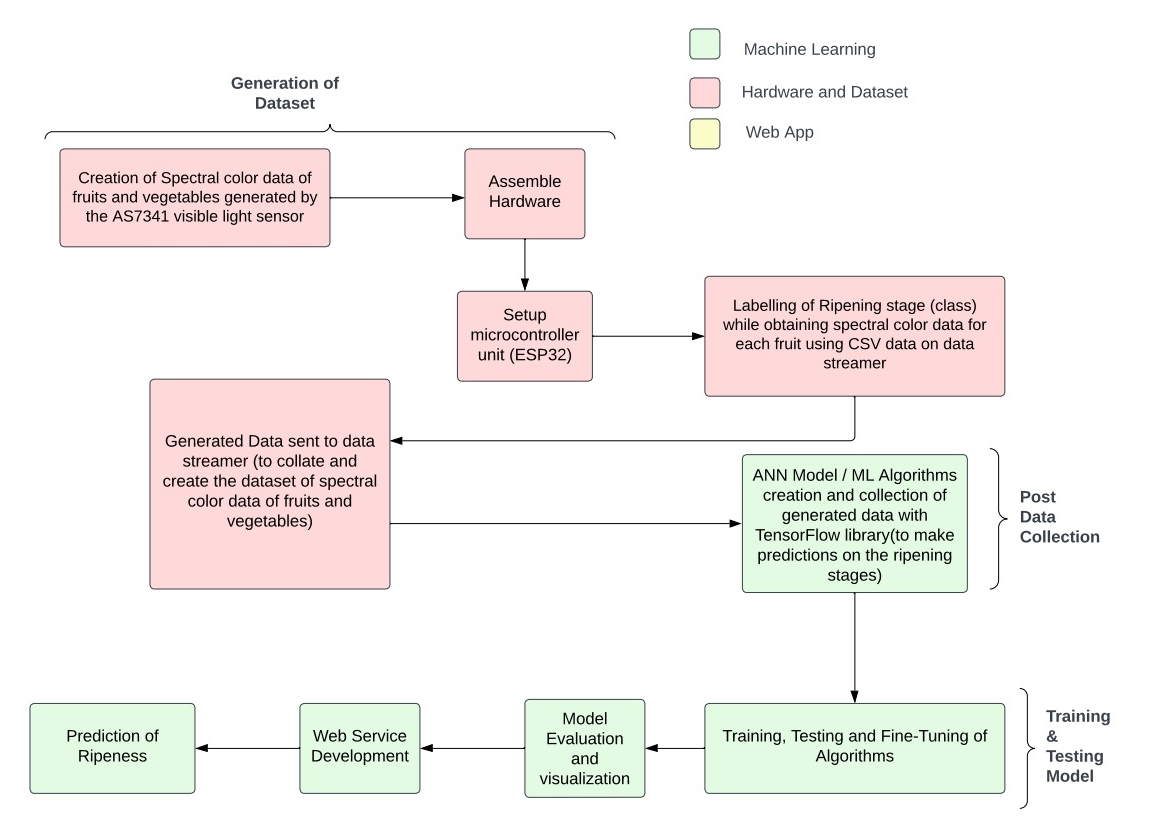 Machine Learning
Hardware and Dataset
Web App
Generation of
Dataset
Creation of Spectral color data of
fruits and vegetables generated by
the AS7341 visible light sensor
Assemble
Hardware
Setup
microcontroller
unit (ESP32)
Labelling of Ripening stage (class)
while obtaining spectral color data for
each fruit using CSV data on data
streamer
Generated Data sent to data
streamer (to collate and
create the dataset of spectral
color data of fruits and
vegetables)
ANN Model / ML Algorithms
creation and collection of
generated data with
TensorFlow library(to make
predictions on the ripening
stages)
Post
Data
Collection
Training, Testing and Fine-Tuning of
Algorithms
Training
&
Testing
Model
Model
Evaluation
and
visualization
Web Service
Development
Prediction of
Ripeness